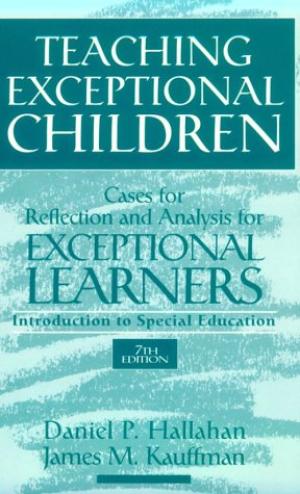 TEACHING
EXCEPTIONAL
CHILDREN
Cases for
Reflection and Analysis for
EXCEPTIONAL
LEARNERS
Introduction to Special Education
7TH
EDITION
Daniel P. Hallahan
James M. Kauffman